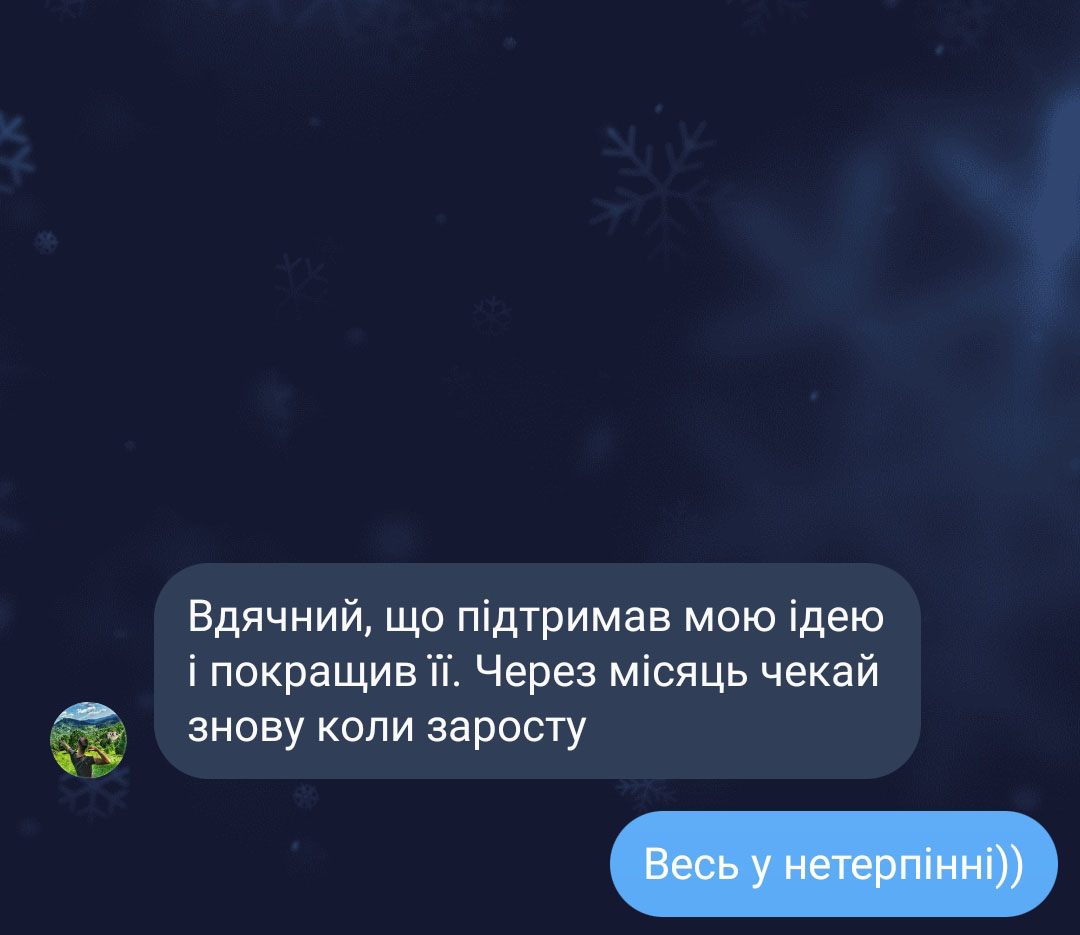 Вдячний, що підтримав мою ідею
і покращив її. Через місяць чекай
знову коли заросту
Весь у нетерпінні))